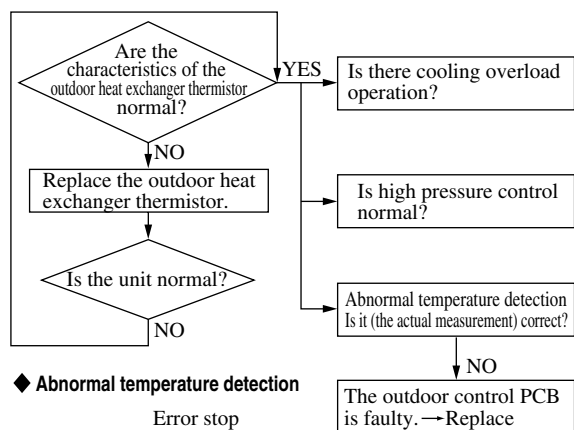 Are the
characteristics of the
outdoor heat exchanger thermistor
normal?
YES
NO
Replace the outdoor heat
exchanger thermistor.
Is the unit normal?
NO
Is there cooling overload
operation?
Is high pressure control
normal?
Abnormal temperature detection
Is it (the actual measurement) correct?
NO
The outdoor control PCB
is faulty. → Replace
◆ Abnormal temperature detection
Error stop